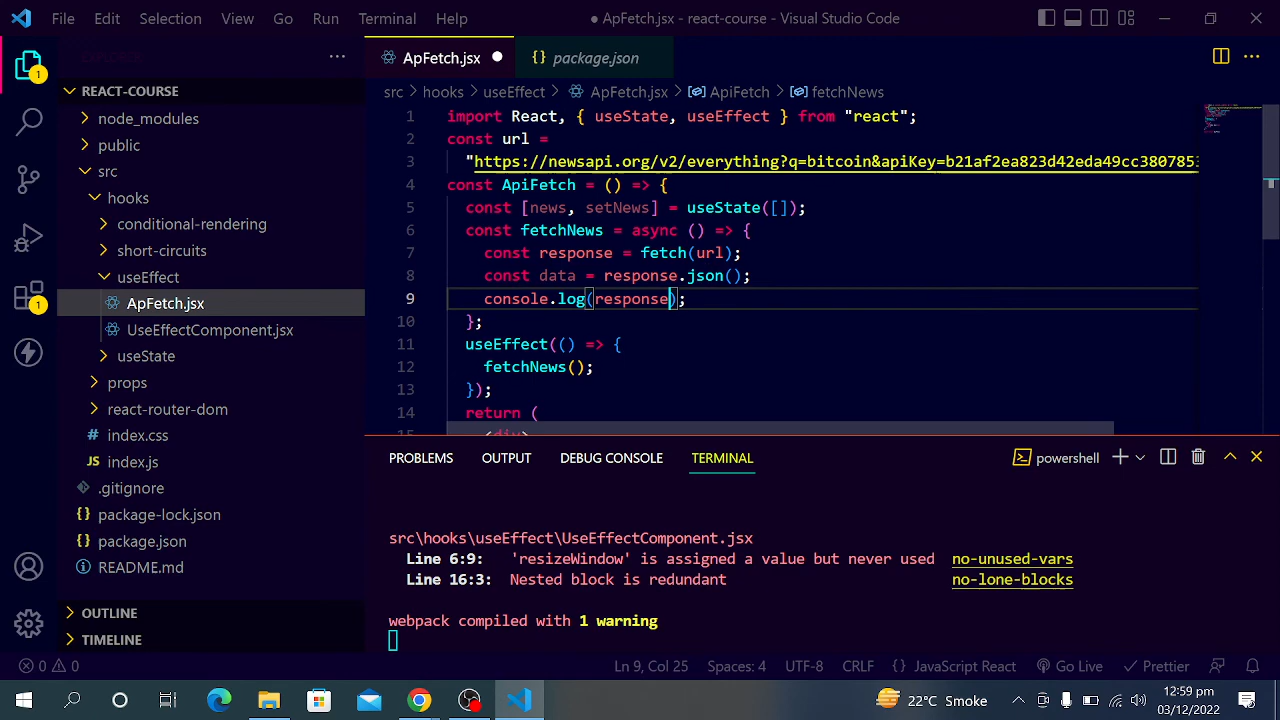 File Edit Selection View Go Run Terminal Help ● ApFetch.jsx - react-course - Visual Studio Code
EXPLORER
ApFetch.jsx package.json
REACT-COURSE
src > hooks > useEffect > ApFetch.jsx > ApiFetch > fetchNews
node_modules
public
src
hooks
conditional-rendering
short-circuits
useEffect
ApFetch.jsx
UseEffectComponent.jsx
useState
props
react-router-dom
index.css
index.js
.gitignore
package-lock.json
package.json
README.md
OUTLINE
TIMELINE
1 import React, { useState, useEffect } from "react";
2 const url =
3 "https://newsapi.org/v2/everything?q=bitcoin&apiKey=b21af2ea823d42eda49cc3807853
4 const ApiFetch = () => {
5 const [news, setNews] = useState([]);
6 const fetchNews = async () => {
7 const response = fetch(url);
8 const data = response.json();
9 console.log(response);
10 };
11 useEffect(() => {
12 fetchNews();
13 });
14 return (
15 <div>
PROBLEMS OUTPUT DEBUG CONSOLE TERMINAL powershell
src\hooks\useEffect\UseEffectComponent.jsx
Line 6:9: 'resizeWindow' is assigned a value but never used no-unused-vars
Line 16:3: Nested block is redundant no-lone-blocks
webpack compiled with 1 warning
0 0 Ln 9, Col 25 Spaces: 4 UTF-8 CRLF {} JavaScript React Go Live Prettier
22°C Smoke 12:59 pm
03/12/2022
1
1